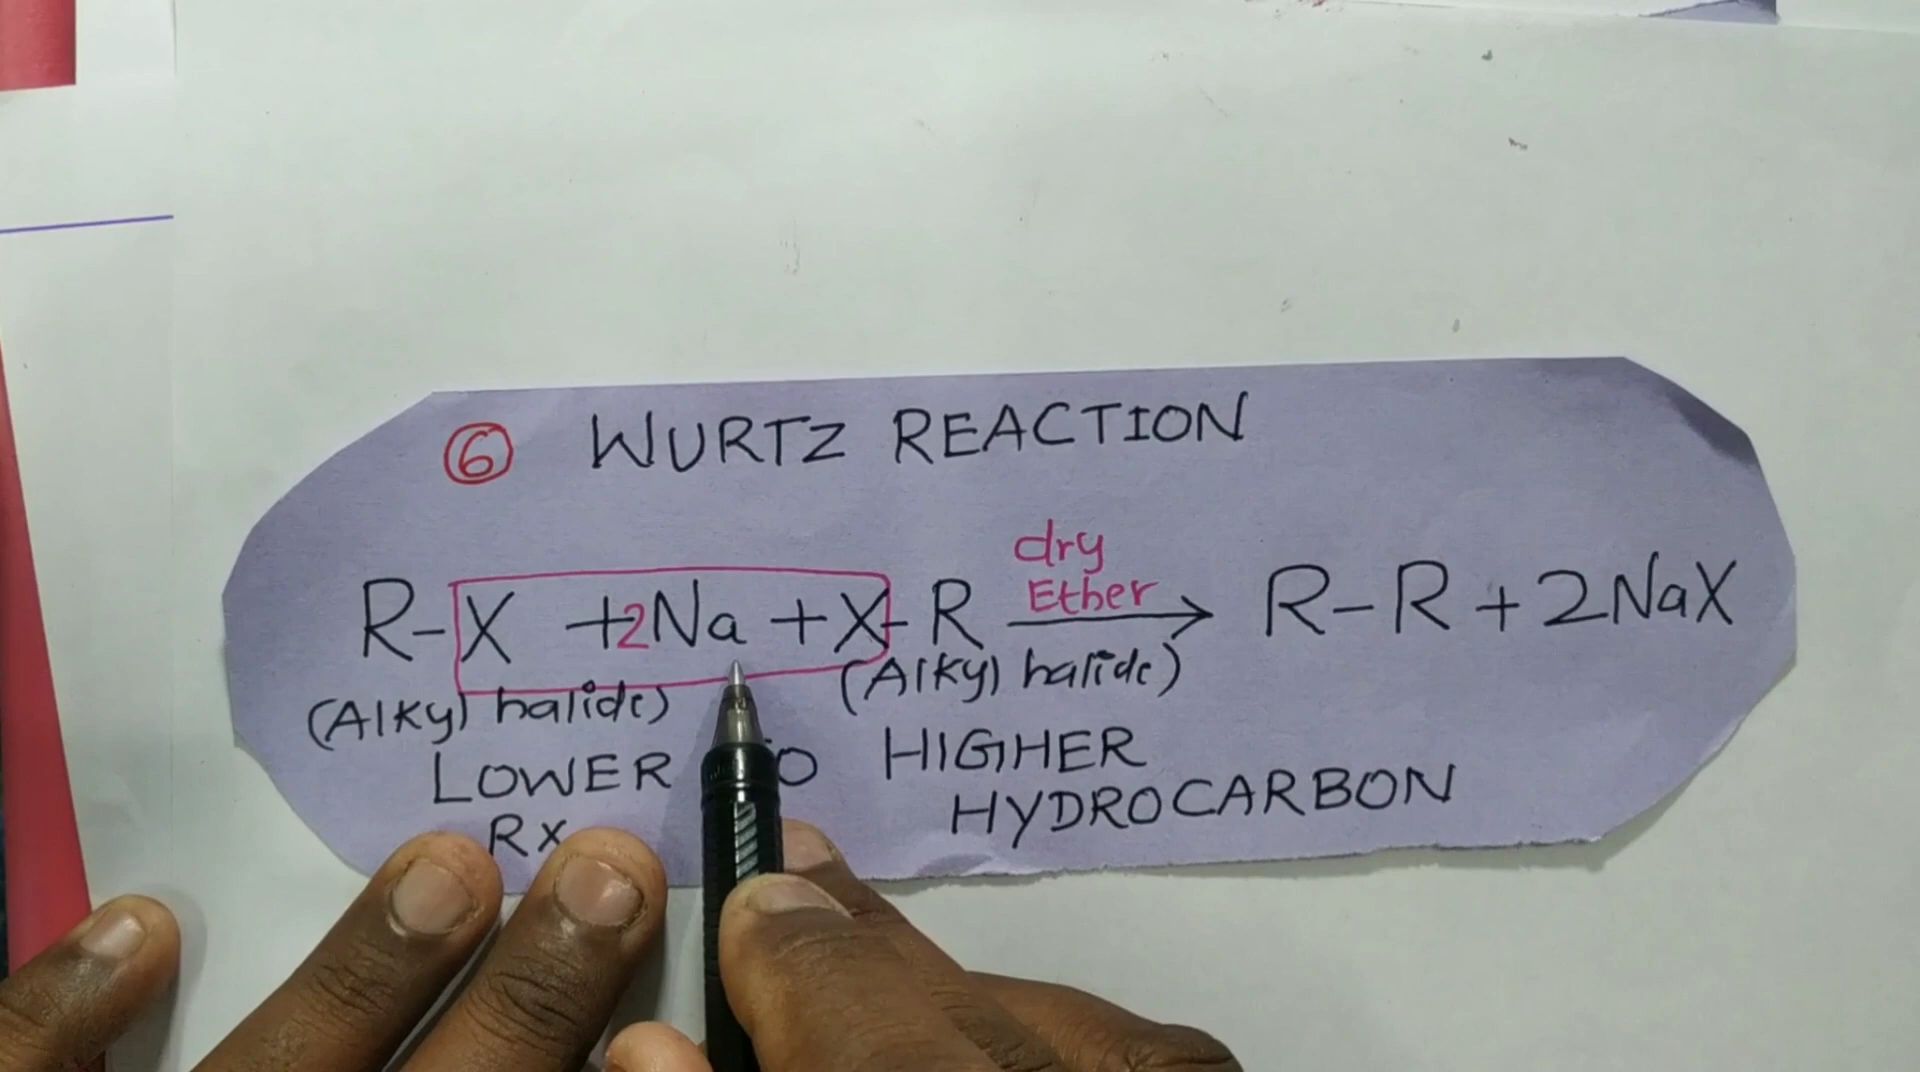 ⑥ WURTZ REACTION
dry
Ether
R-X +2Na +X-R → R-R+2NaX
(Alkyl halide) (Alkyl halide)
LOWER HIGHER
RX HYDROCARBON